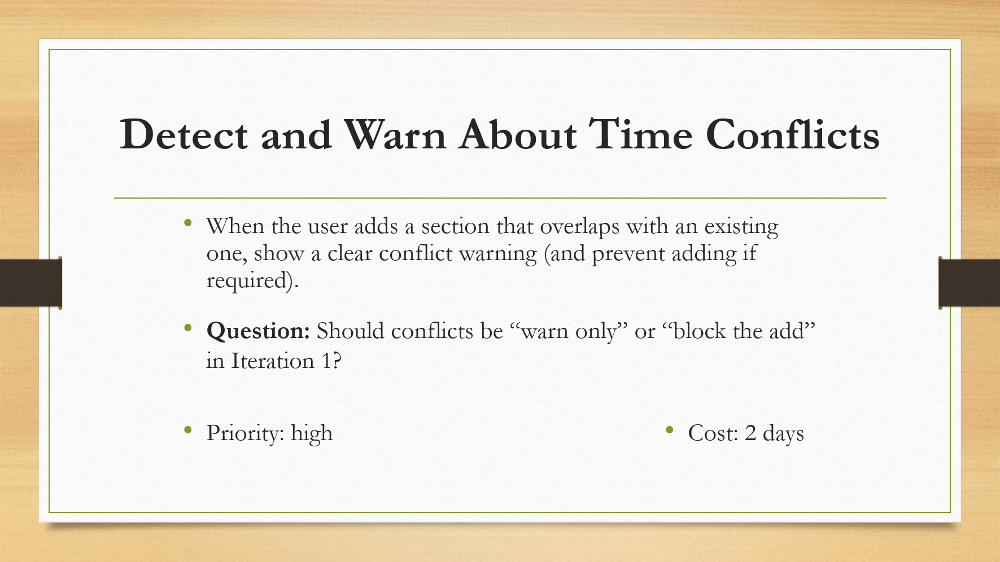 Detect and Warn About Time Conflicts
• When the user adds a section that overlaps with an existing
one, show a clear conflict warning (and prevent adding if
required).
• Question: Should conflicts be “warn only” or “block the add”
in Iteration 1?
• Priority: high
• Cost: 2 days